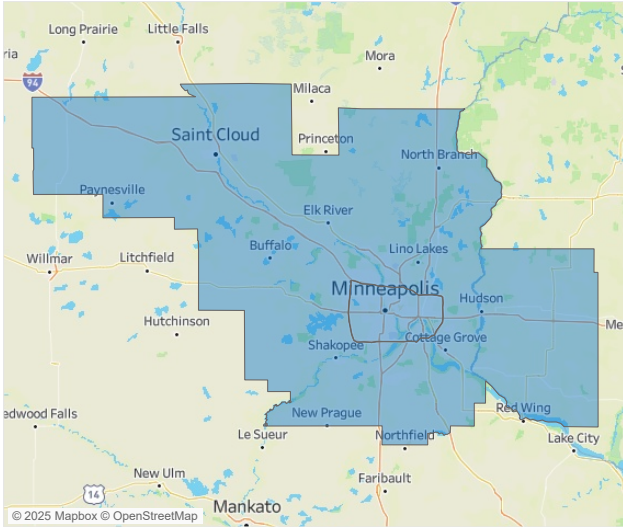 Long Prairie
Little Falls
Mora
94
Milaca
Saint Cloud
Princeton
North Branch
Paynesville
Elk River
Buffalo
Lino Lakes
Willmar
Litchfield
Minneapolis
Hudson
Hutchinson
Me
Shakopee
Cottage Grove
edwood Falls
New Prague
Red Wing
Le Sueur
Northfield
Lake City
New Ulm
Faribault
14
Mankato
© 2025 Mapbox © OpenStreetMap